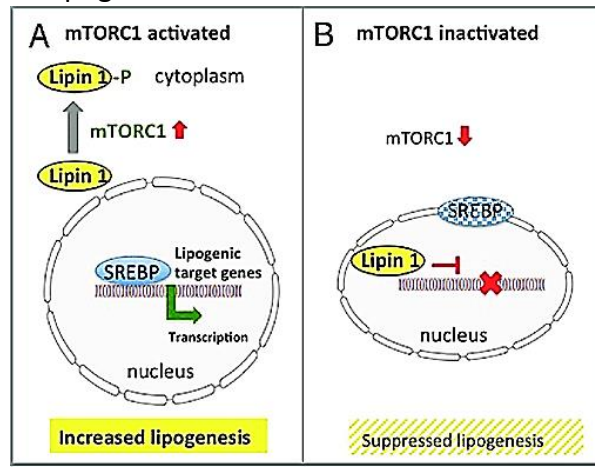 A mTORC1 activated
Lipin 1-P cytoplasm
mTORC1
Lipin 1
SREBP
Lipogenic
target genes
Transcription
nucleus
Increased lipogenesis
B mTORC1 inactivated
mTORC1
SREBP
Lipin 1
nucleus
Suppressed lipogenesis